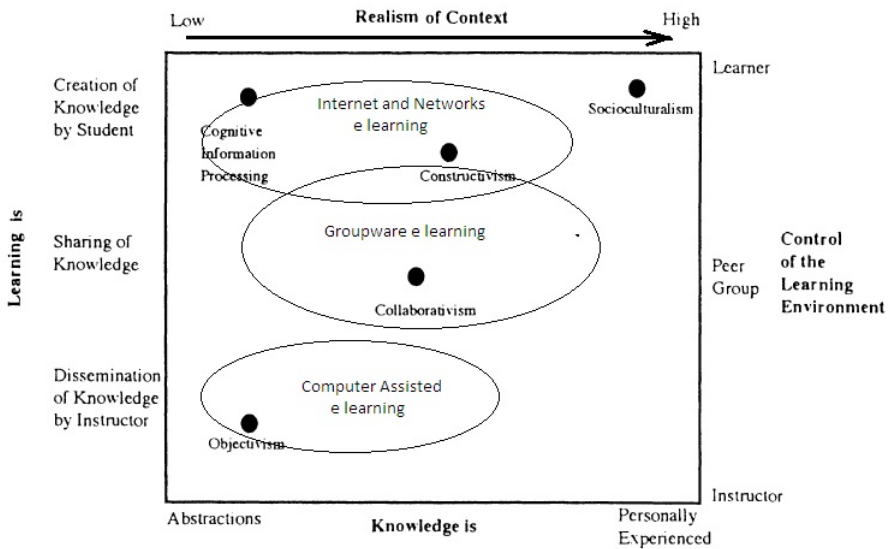 Realism of Context
Low
High
Creation of
Knowledge
by Student
Learner
Internet and Networks
e learning
Socioculturalism
Cognitive
Information
Processing
Constructivism
Learning is
Sharing of
Knowledge
Groupware e learning
Peer
Group
Control
of the
Learning
Environment
Collaborativism
Dissemination
of Knowledge
by Instructor
Computer Assisted
e learning
Objectivism
Instructor
Abstractions
Knowledge is
Personally
Experienced